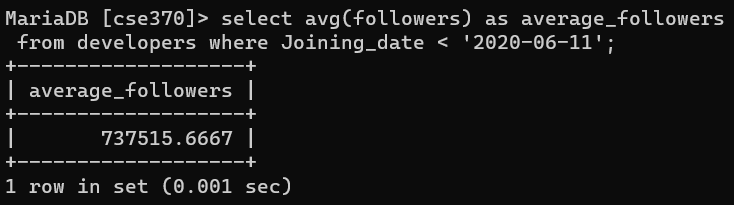 MariaDB [cse370]> select avg(followers) as average_followers
 from developers where Joining_date < '2020-06-11';
+-------------------+
| average_followers |
+-------------------+
|       737515.6667 |
+-------------------+
1 row in set (0.001 sec)